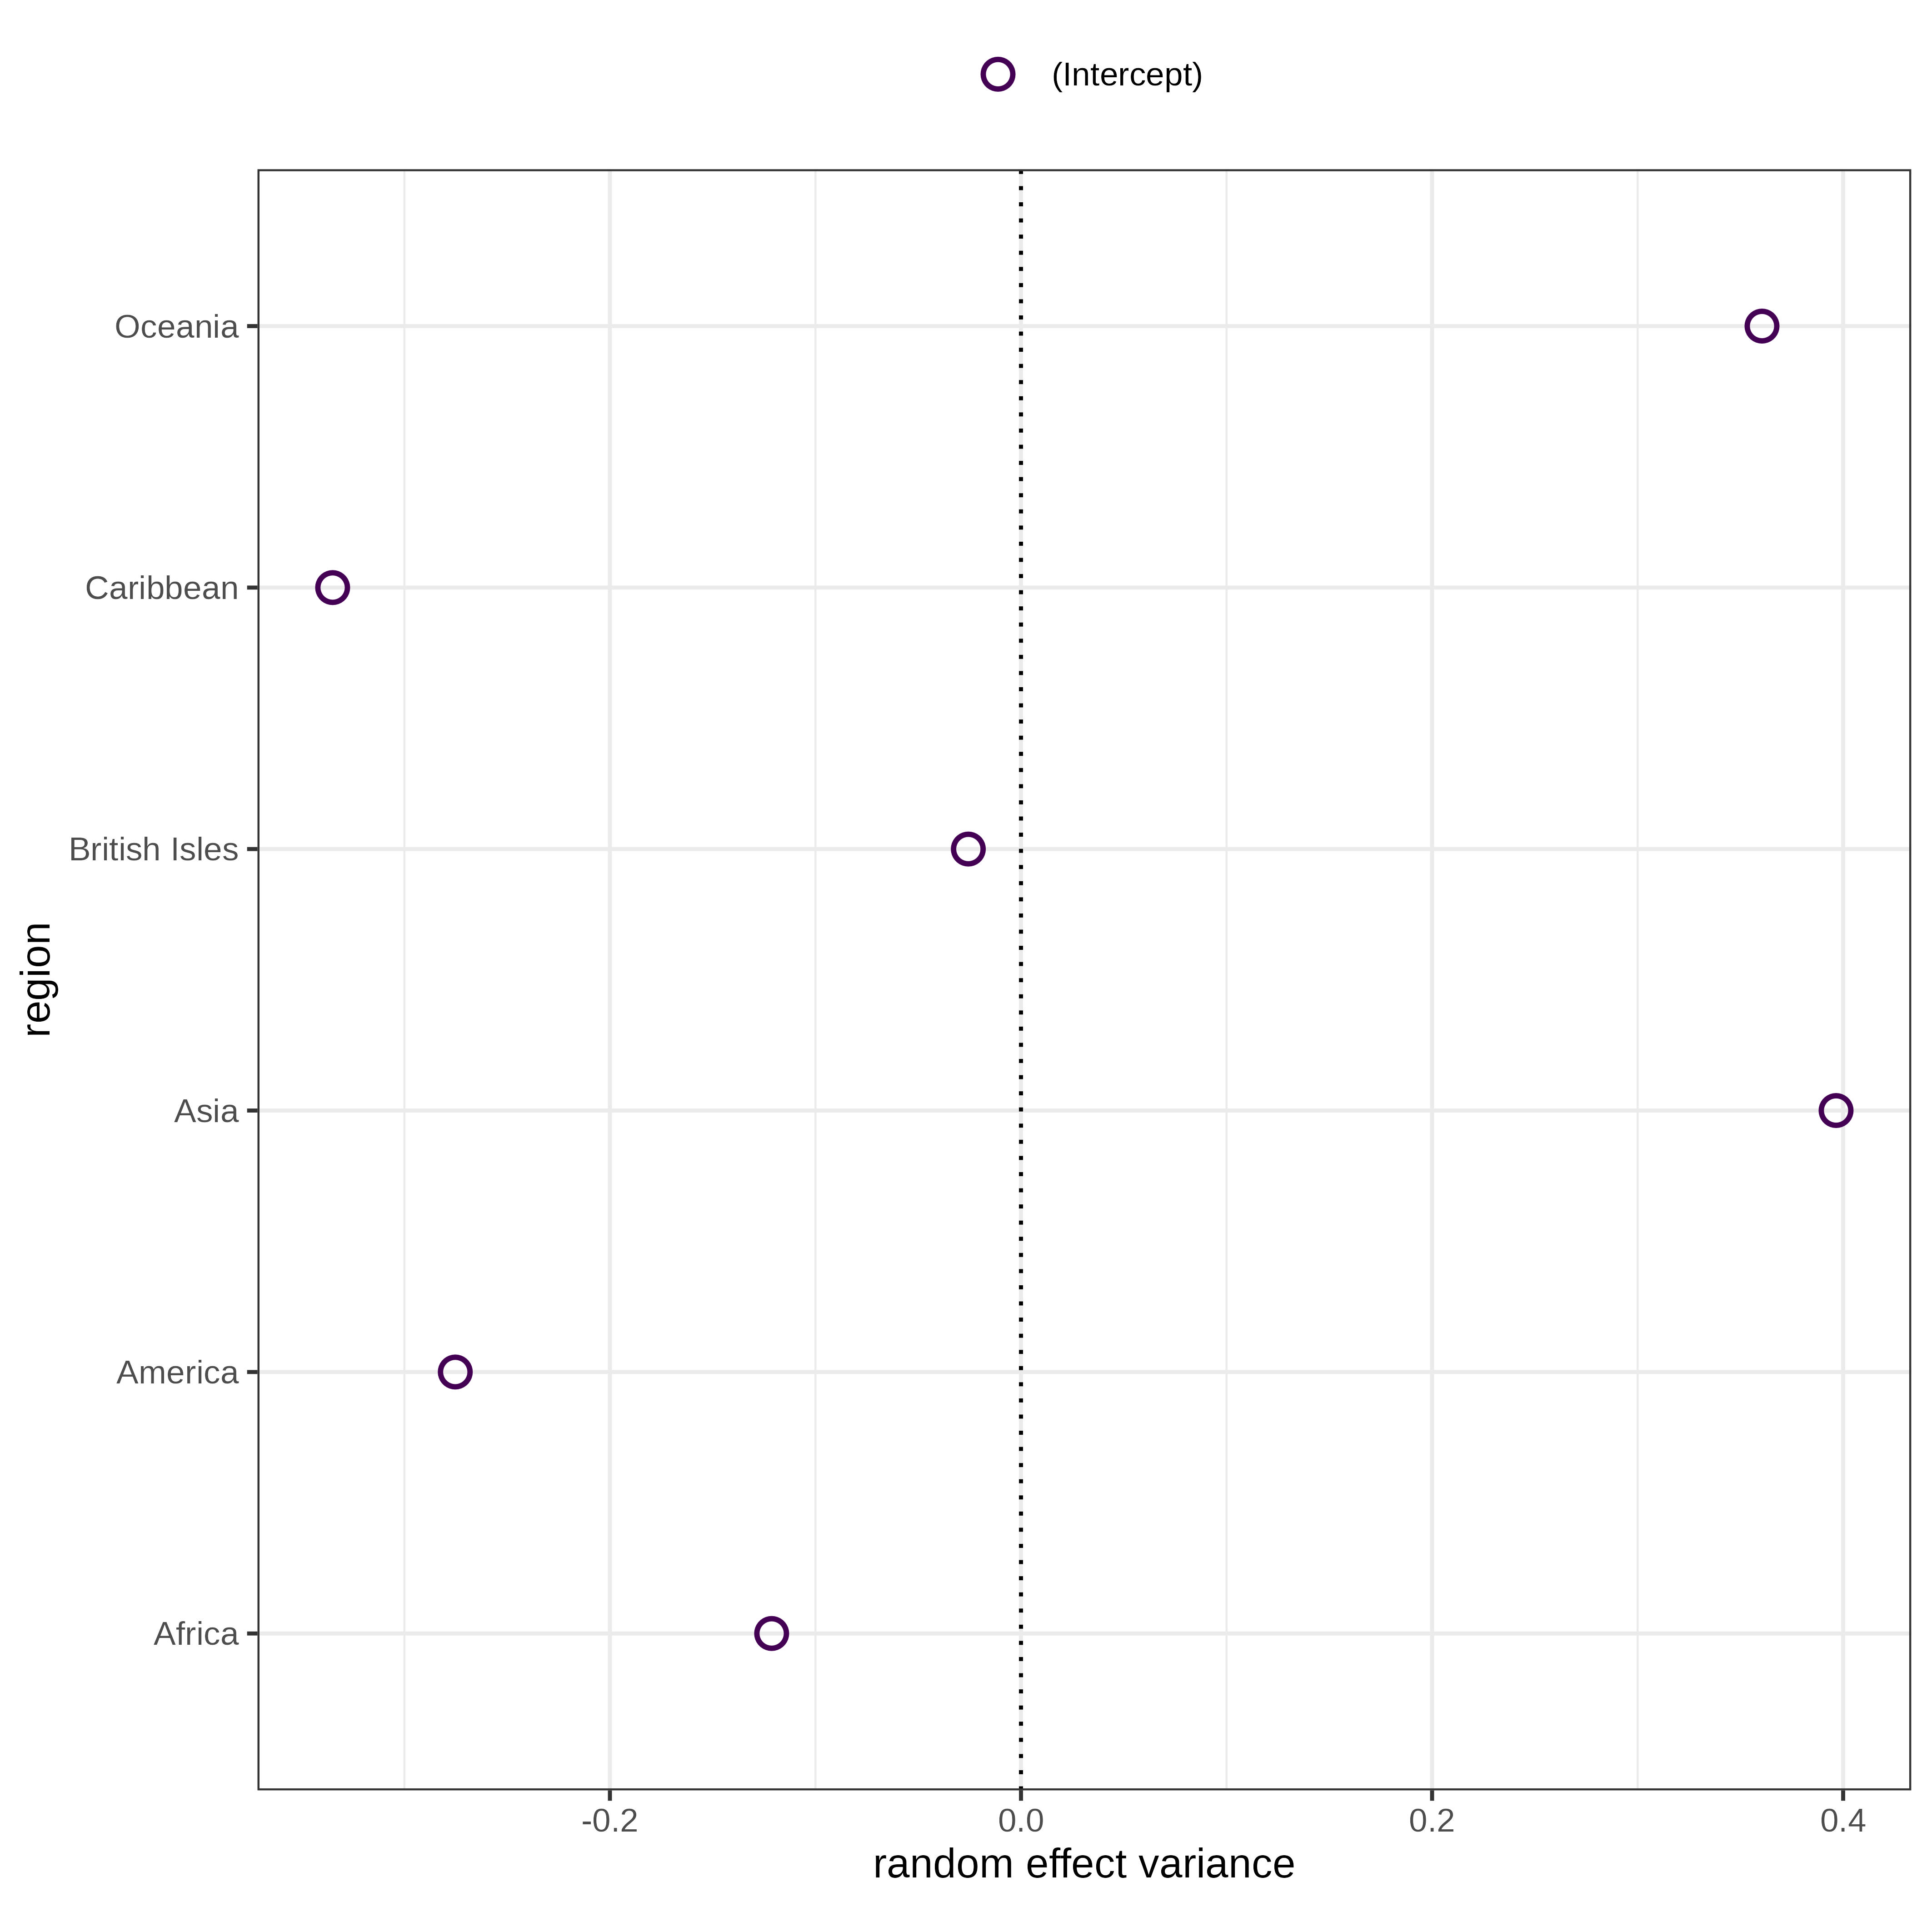 (Intercept)
Oceania
Caribbean
British Isles
Asia
America
Africa
region
-0.2
0.0
0.2
0.4
random effect variance